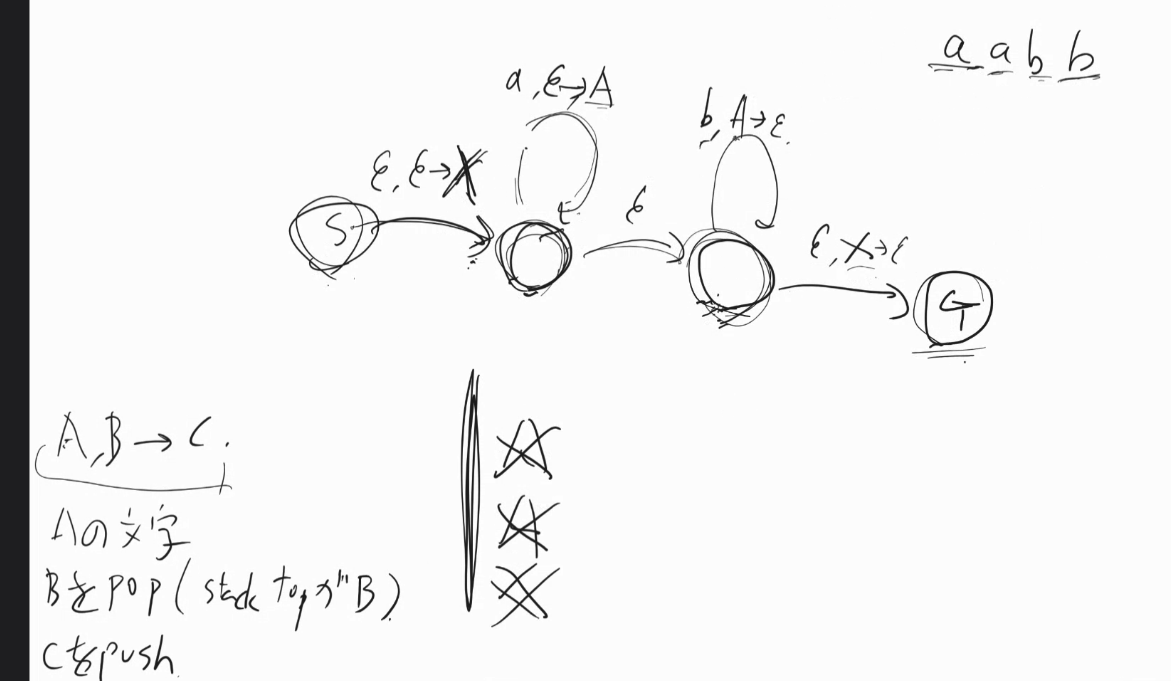 a a b b
a, ε→A
b, A→ε
ε, ε→X
ε
ε, X→ε
S
G
A, B → C.
Aの文字
Bをpop(stack topがB)
Cをpush
A
A
X